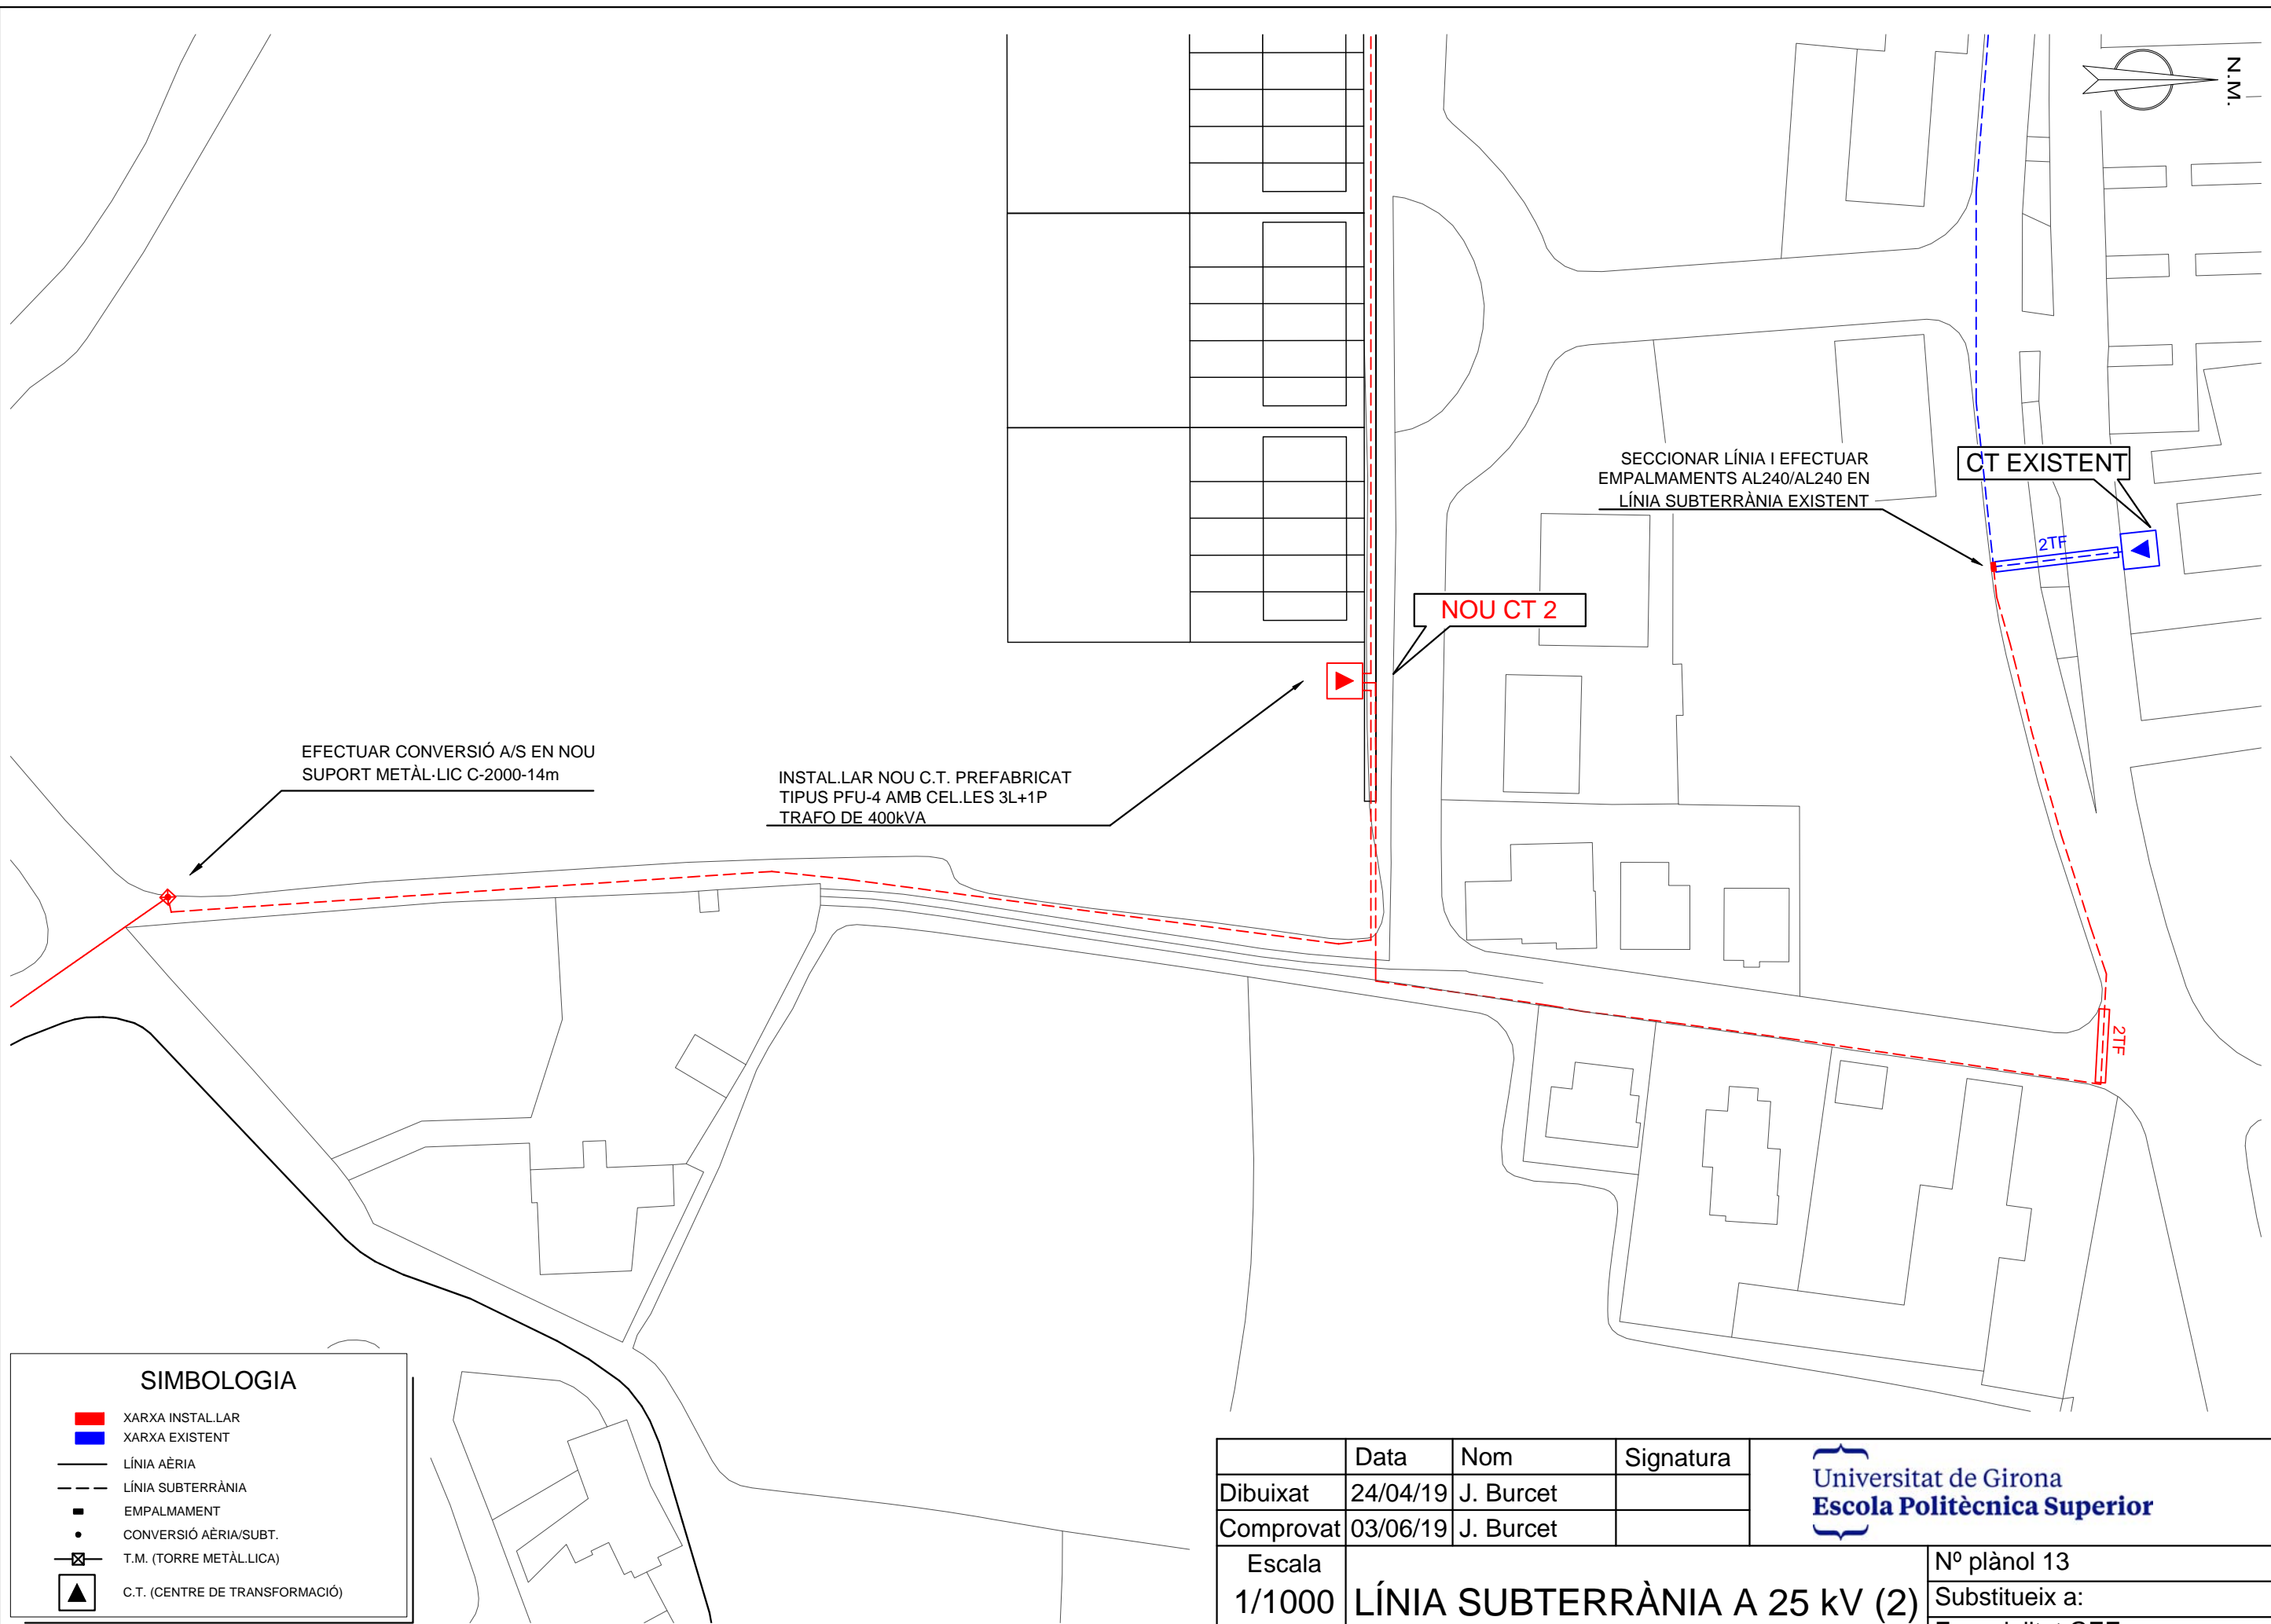 N.M.
SECCIONAR LÍNIA I EFECTUAR
EMPALMAMENTS AL240/AL240 EN
LÍNIA SUBTERRÀNIA EXISTENT
CT EXISTENT
2TF
NOU CT 2
EFECTUAR CONVERSIÓ A/S EN NOU
SUPORT METÀL·LIC C-2000-14m
INSTAL.LAR NOU C.T. PREFABRICAT
TIPUS PFU-4 AMB CEL.LES 3L+1P
TRAFO DE 400kVA
2TF
SIMBOLOGIA
XARXA INSTAL.LAR
XARXA EXISTENT
LÍNIA AÈRIA
LÍNIA SUBTERRÀNIA
EMPALMAMENT
CONVERSIÓ AÈRIA/SUBT.
T.M. (TORRE METÀL.LICA)
C.T. (CENTRE DE TRANSFORMACIÓ)
Data Nom Signatura
Dibuixat 24/04/19 J. Burcet
Comprovat 03/06/19 J. Burcet
Universitat de Girona
Escola Politècnica Superior
Escala
1/1000
LÍNIA SUBTERRÀNIA A 25 kV (2)
Nº plànol 13
Substitueix a: